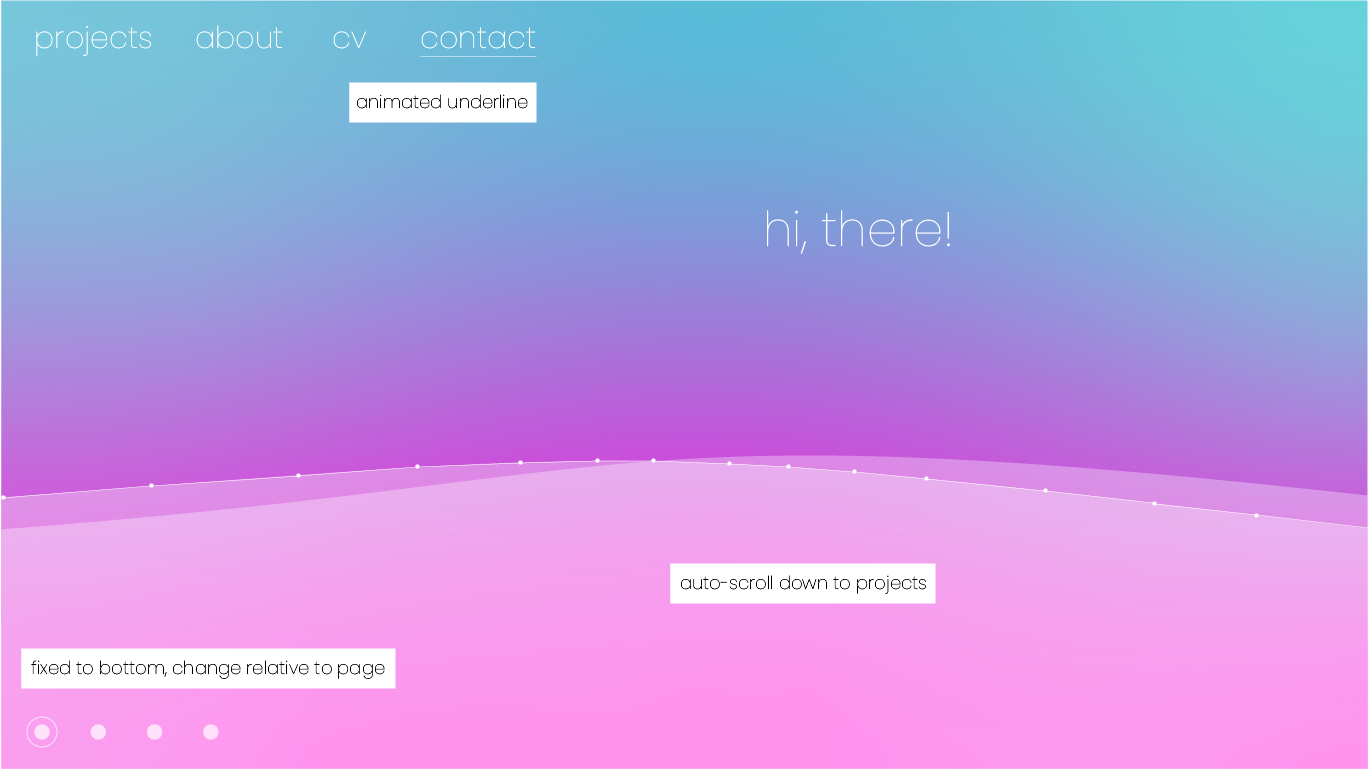 projects about cv contact
animated underline
hi, there!
auto-scroll down to projects
fixed to bottom, change relative to page